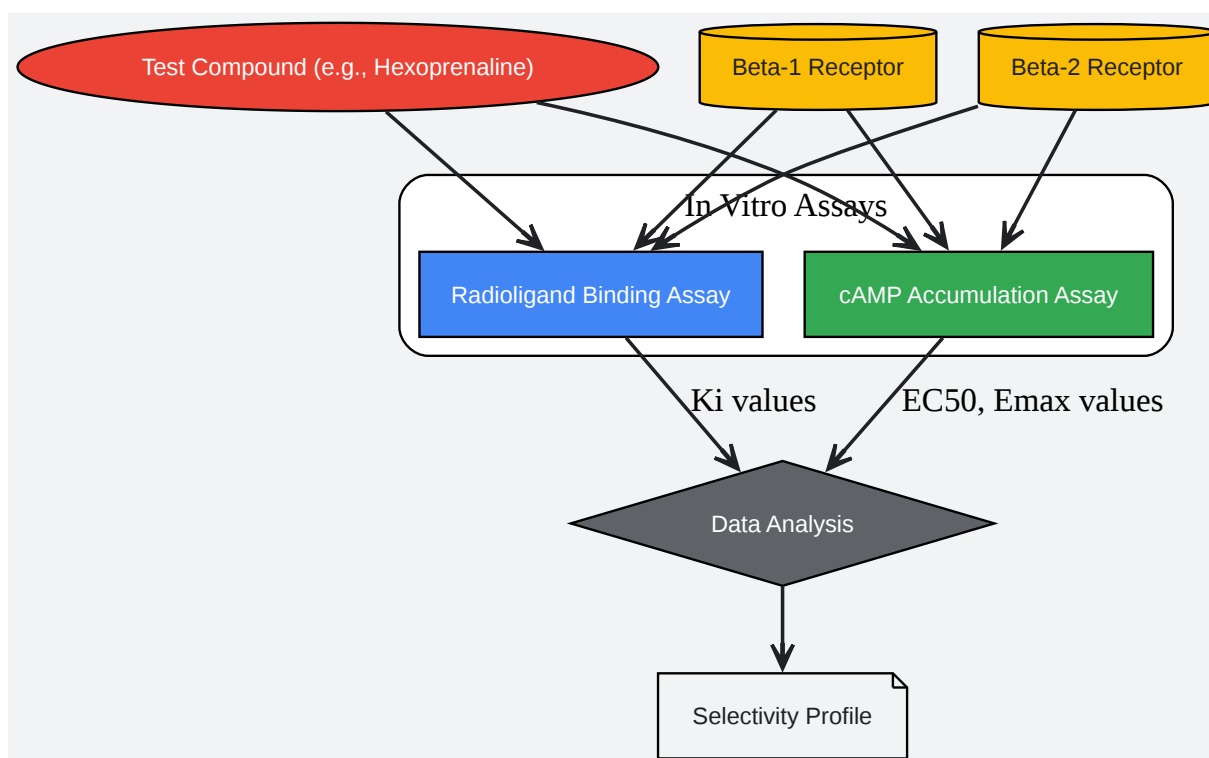 Test Compound (e.g., Hexoprenaline)
Beta-1 Receptor
Beta-2 Receptor
In Vitro Assays
Radioligand Binding Assay
cAMP Accumulation Assay
Ki values
EC50, Emax values
Data Analysis
Selectivity Profile